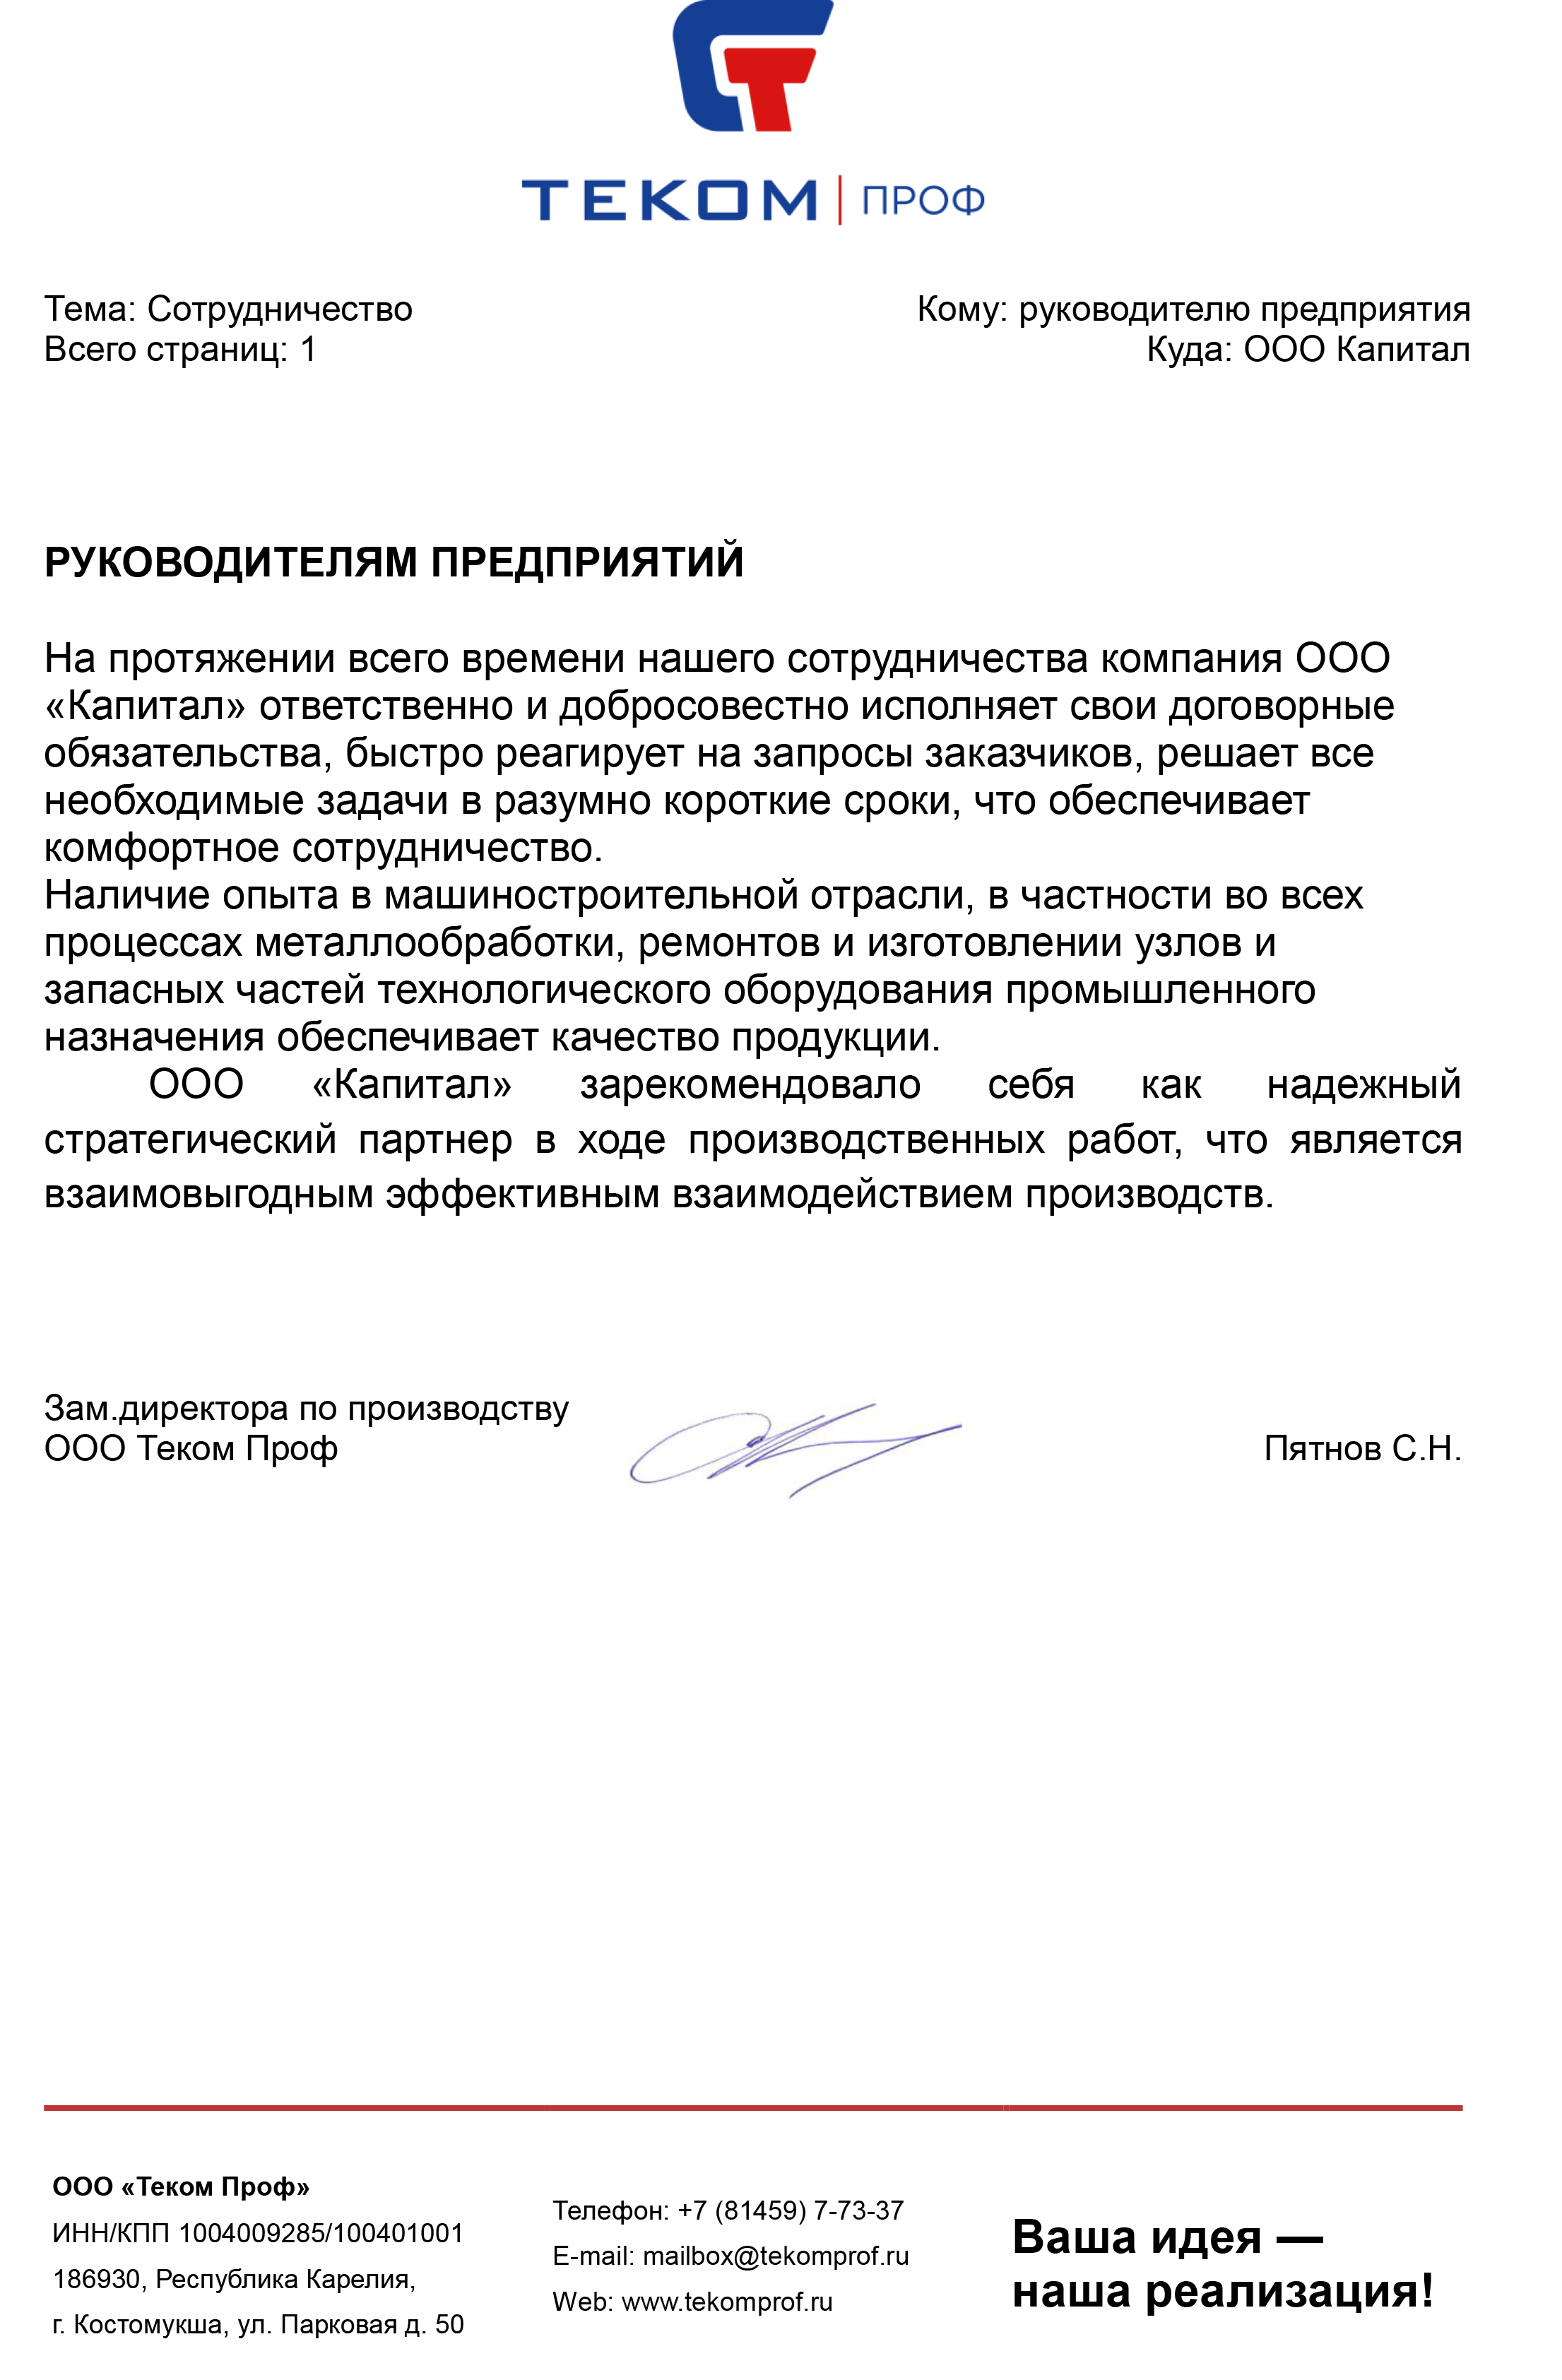 ТЕКОМ | ПРОФ
Тема: Сотрудничество
Всего страниц: 1
Кому: руководителю предприятия
Куда: ООО Капитал
РУКОВОДИТЕЛЯМ ПРЕДПРИЯТИЙ
На протяжении всего времени нашего сотрудничества компания ООО
«Капитал» ответственно и добросовестно исполняет свои договорные
обязательства, быстро реагирует на запросы заказчиков, решает все
необходимые задачи в разумно короткие сроки, что обеспечивает
комфортное сотрудничество.
Наличие опыта в машиностроительной отрасли, в частности во всех
процессах металлообработки, ремонтов и изготовлении узлов и
запасных частей технологического оборудования промышленного
назначения обеспечивает качество продукции.
ООО «Капитал» зарекомендовало себя как надежный
стратегический партнер в ходе производственных работ, что является
взаимовыгодным эффективным взаимодействием производств.
Зам.директора по производству
ООО Теком Проф
Пятнов С.Н.
ООО «Теком Проф»
ИНН/КПП 1004009285/100401001
186930, Республика Карелия,
г. Костомукша, ул. Парковая д. 50
Телефон: +7 (81459) 7-73-37
E-mail: mailbox@tekomprof.ru
Web: www.tekomprof.ru
Ваша идея —
наша реализация!